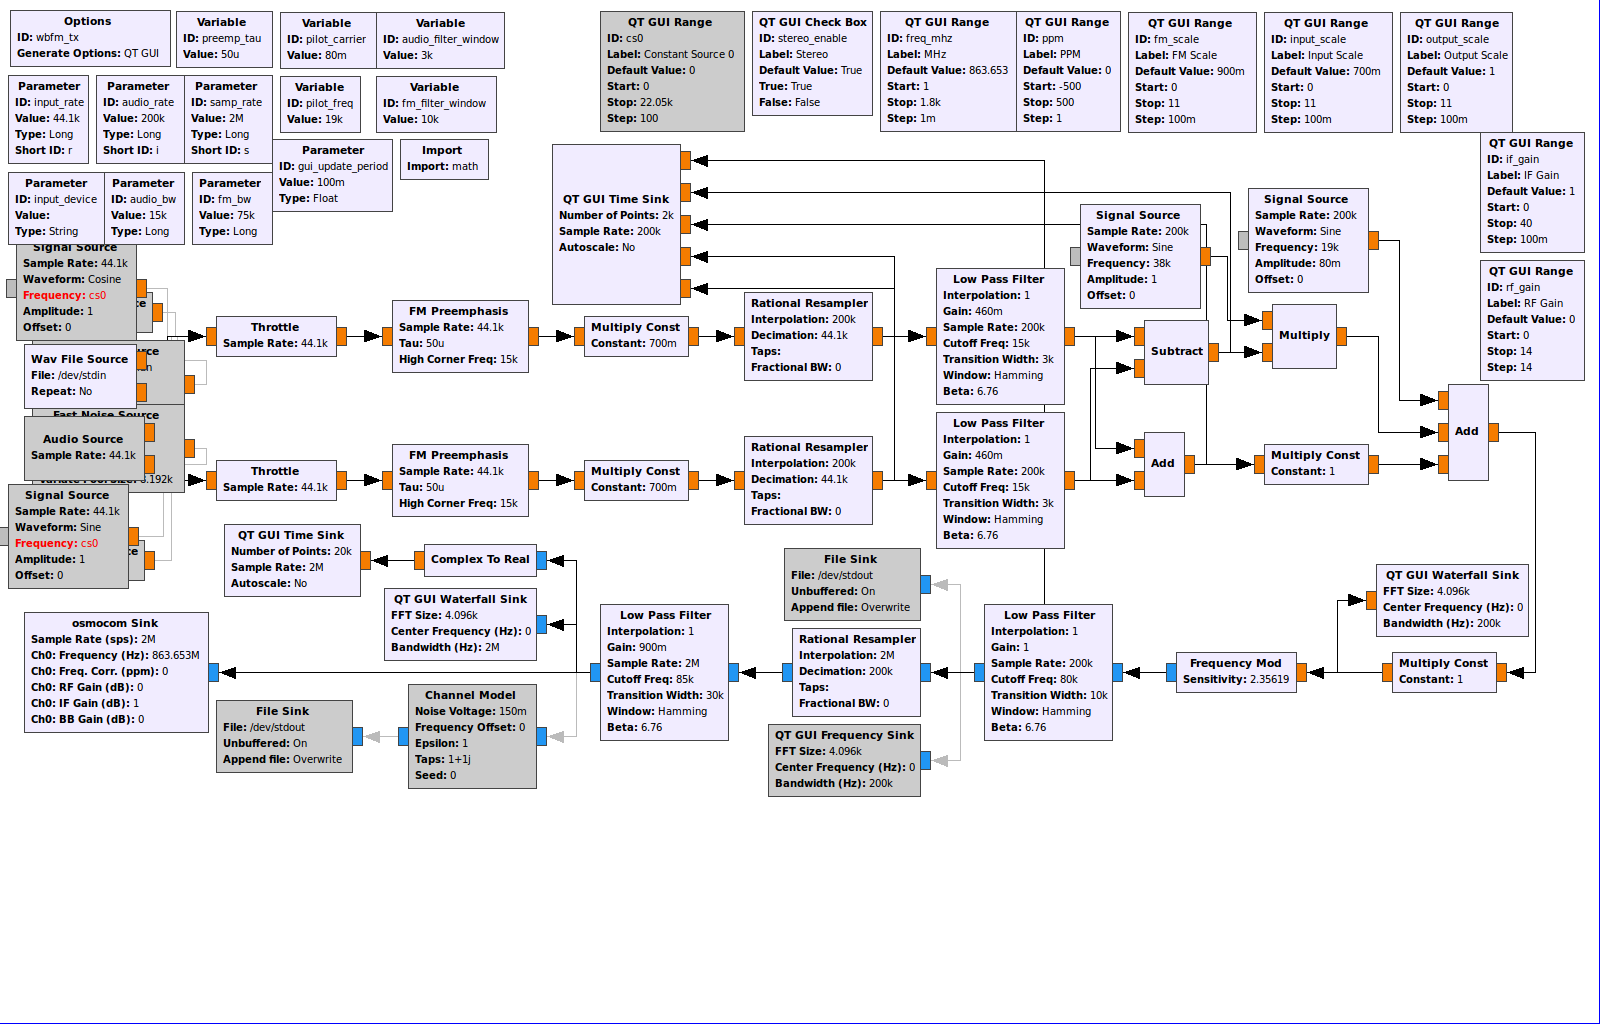 Options
ID: wbfm_tx
Generate Options: QT GUI
Variable
ID: preemp_tau
Value: 50u
Variable
ID: pilot_carrier
Value: 80m
Variable
ID: audio_filter_window
Value: 3k
QT GUI Range
ID: cs0
Label: Constant Source 0
Default Value: 0
Start: 0
Stop: 22.05k
Step: 100
QT GUI Check Box
ID: stereo_enable
Label: Stereo
Default Value: True
True: True
False: False
QT GUI Range
ID: freq_mhz
Label: MHz
Default Value: 863.653
Start: 1
Stop: 1.8k
Step: 1m
QT GUI Range
ID: ppm
Label: PPM
Default Value: 0
Start: -500
Stop: 500
Step: 1
QT GUI Range
ID: fm_scale
Label: FM Scale
Default Value: 900m
Start: 0
Stop: 11
Step: 100m
QT GUI Range
ID: input_scale
Label: Input Scale
Default Value: 700m
Start: 0
Stop: 11
Step: 100m
QT GUI Range
ID: output_scale
Label: Output Scale
Default Value: 1
Start: 0
Stop: 11
Step: 100m
Parameter
ID: input_rate
Value: 44.1k
Type: Long
Short ID: r
Parameter
ID: audio_rate
Value: 200k
Type: Long
Short ID: i
Parameter
ID: samp_rate
Value: 2M
Type: Long
Short ID: s
Variable
ID: pilot_freq
Value: 19k
Variable
ID: fm_filter_window
Value: 10k
Parameter
ID: gui_update_period
Value: 100m
Type: Float
Import
Import: math
QT GUI Range
ID: if_gain
Label: IF Gain
Default Value: 1
Start: 0
Stop: 40
Step: 100m
Parameter
ID: input_device
Value:
Type: String
Parameter
ID: audio_bw
Value: 15k
Type: Long
Parameter
ID: fm_bw
Value: 75k
Type: Long
QT GUI Time Sink
Number of Points: 2k
Sample Rate: 200k
Autoscale: No
Signal Source
Sample Rate: 200k
Waveform: Sine
Frequency: 38k
Amplitude: 1
Offset: 0
Signal Source
Sample Rate: 200k
Waveform: Sine
Frequency: 19k
Amplitude: 80m
Offset: 0
QT GUI Range
ID: rf_gain
Label: RF Gain
Default Value: 0
Start: 0
Stop: 14
Step: 14
Signal Source
Sample Rate: 44.1k
Waveform: Cosine
Frequency: cs0
Amplitude: 1
Offset: 0
Throttle
Sample Rate: 44.1k
FM Preemphasis
Sample Rate: 44.1k
Tau: 50u
High Corner Freq: 15k
Multiply Const
Constant: 700m
Rational Resampler
Interpolation: 200k
Decimation: 44.1k
Taps:
Fractional BW: 0
Low Pass Filter
Interpolation: 1
Gain: 460m
Sample Rate: 200k
Cutoff Freq: 15k
Transition Width: 3k
Window: Hamming
Beta: 6.76
Subtract
Multiply
Wav File Source
File: /dev/stdin
Repeat: No
Fast Noise Source
Audio Source
Sample Rate: 44.1k
8.192k
Throttle
Sample Rate: 44.1k
FM Preemphasis
Sample Rate: 44.1k
Tau: 50u
High Corner Freq: 15k
Multiply Const
Constant: 700m
Rational Resampler
Interpolation: 200k
Decimation: 44.1k
Taps:
Fractional BW: 0
Low Pass Filter
Interpolation: 1
Gain: 460m
Sample Rate: 200k
Cutoff Freq: 15k
Transition Width: 3k
Window: Hamming
Beta: 6.76
Add
Multiply Const
Constant: 1
Add
Signal Source
Sample Rate: 44.1k
Waveform: Sine
Frequency: cs0
Amplitude: 1
Offset: 0
QT GUI Time Sink
Number of Points: 20k
Sample Rate: 2M
Autoscale: No
Complex To Real
QT GUI Waterfall Sink
FFT Size: 4.096k
Center Frequency (Hz): 0
Bandwidth (Hz): 2M
File Sink
File: /dev/stdout
Unbuffered: On
Append file: Overwrite
QT GUI Waterfall Sink
FFT Size: 4.096k
Center Frequency (Hz): 0
Bandwidth (Hz): 200k
osmocom Sink
Sample Rate (sps): 2M
Ch0: Frequency (Hz): 863.653M
Ch0: Freq. Corr. (ppm): 0
Ch0: RF Gain (dB): 0
Ch0: IF Gain (dB): 1
Ch0: BB Gain (dB): 0
Low Pass Filter
Interpolation: 1
Gain: 900m
Sample Rate: 2M
Cutoff Freq: 85k
Transition Width: 30k
Window: Hamming
Beta: 6.76
Rational Resampler
Interpolation: 2M
Decimation: 200k
Taps:
Fractional BW: 0
Low Pass Filter
Interpolation: 1
Gain: 1
Sample Rate: 200k
Cutoff Freq: 80k
Transition Width: 10k
Window: Hamming
Beta: 6.76
Frequency Mod
Sensitivity: 2.35619
Multiply Const
Constant: 1
File Sink
File: /dev/stdout
Unbuffered: On
Append file: Overwrite
Channel Model
Noise Voltage: 150m
Frequency Offset: 0
Epsilon: 1
Taps: 1+1j
Seed: 0
QT GUI Frequency Sink
FFT Size: 4.096k
Center Frequency (Hz): 0
Bandwidth (Hz): 200k